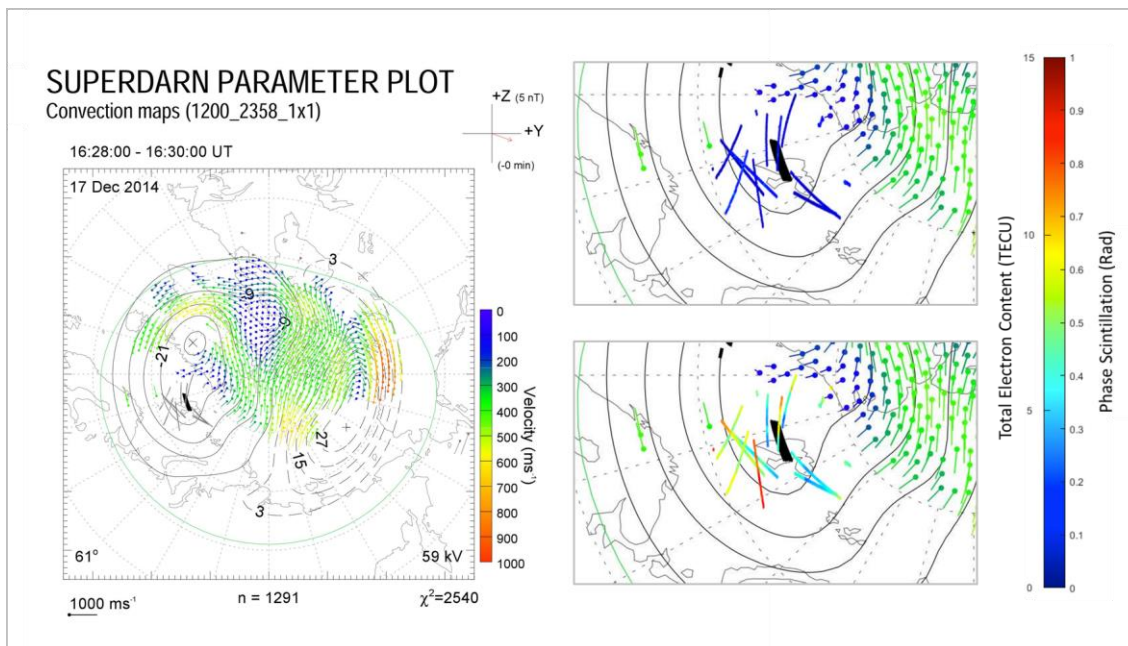 SUPERDARN PARAMETER PLOT
Convection maps (1200_2358_1x1)
+Z (5 nT)
+Y
(-0 min)
16:28:00 - 16:30:00 UT
17 Dec 2014
3
-9
-9
-21
27
15
3
61°
59 kV
1000 ms⁻¹
n = 1291
χ²=2540
0
100
200
300
400
500
600
700
800
900
1000
Velocity (ms⁻¹)
15
10
5
0
Total Electron Content (TECU)
1
0.9
0.8
0.7
0.6
0.5
0.4
0.3
0.2
0.1
0
Phase Scintillation (Rad)